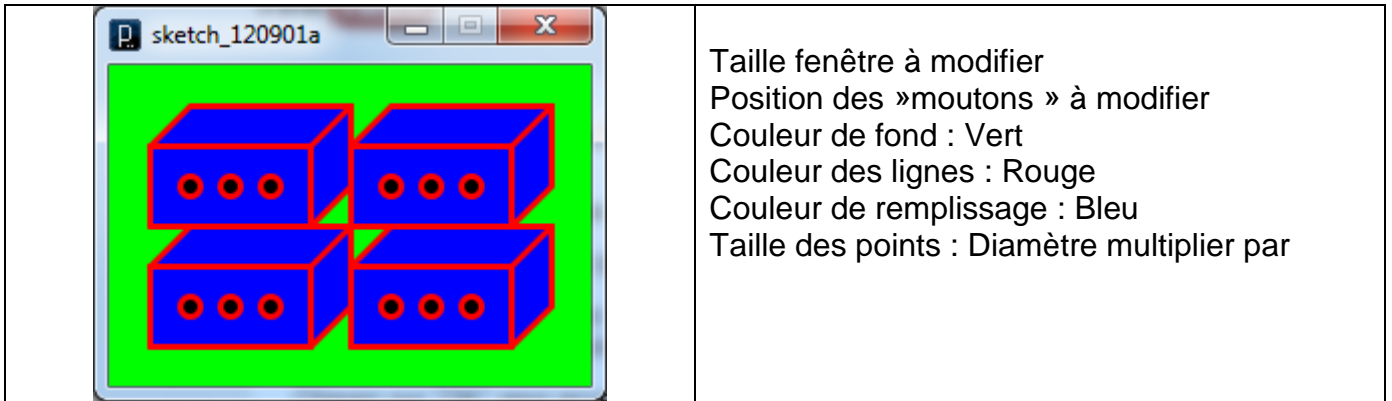 sketch_120901a
Taille fenêtre à modifier
Position des »moutons » à modifier
Couleur de fond : Vert
Couleur des lignes : Rouge
Couleur de remplissage : Bleu
Taille des points : Diamètre multiplier par